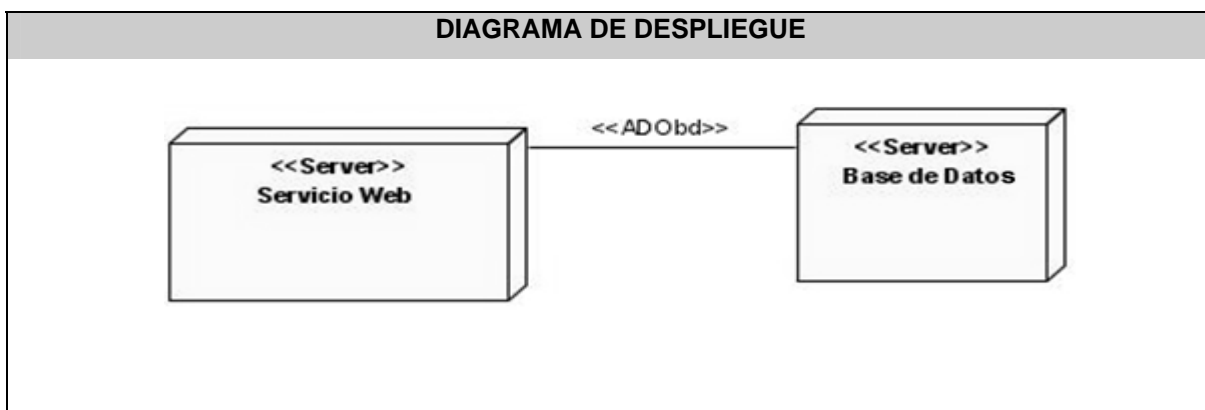 DIAGRAMA DE DESPLIEGUE
<<ADObd>>
<<Server>>
Servicio Web
<<Server>>
Base de Datos